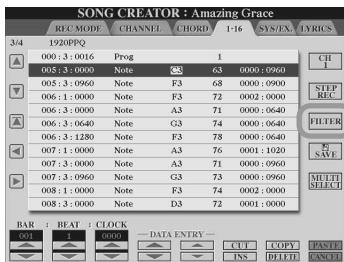 SONG CREATOR : Amazing Grace
REC MODE CHANNEL CHORD 1-16 SYS/EX. LYRICS
3/4 1920PPQ
000 : 3 : 0016 Prog 1
005 : 3 : 0000 Note G3 63 0000 : 0960
005 : 3 : 0960 Note F3 68 0000 : 0900
006 : 1 : 0000 Note F3 72 0002 : 0000
006 : 3 : 0000 Note A3 71 0000 : 0640
006 : 3 : 0640 Note G3 74 0000 : 0640
006 : 3 : 1280 Note F3 78 0000 : 0640
007 : 1 : 0000 Note A3 76 0001 : 1020
007 : 3 : 0000 Note A3 71 0000 : 0960
007 : 3 : 0960 Note G3 73 0000 : 0960
008 : 1 : 0000 Note F3 74 0002 : 0000
008 : 3 : 0000 Note D3 72 0001 : 0000
CH
1
STEP
REC
FILTER
SAVE
MULTI
SELECT
BAR : BEAT : CLOCK
001 1 0000
DATA ENTRY
CUT COPY PASTE
INS DELETE CANCEL